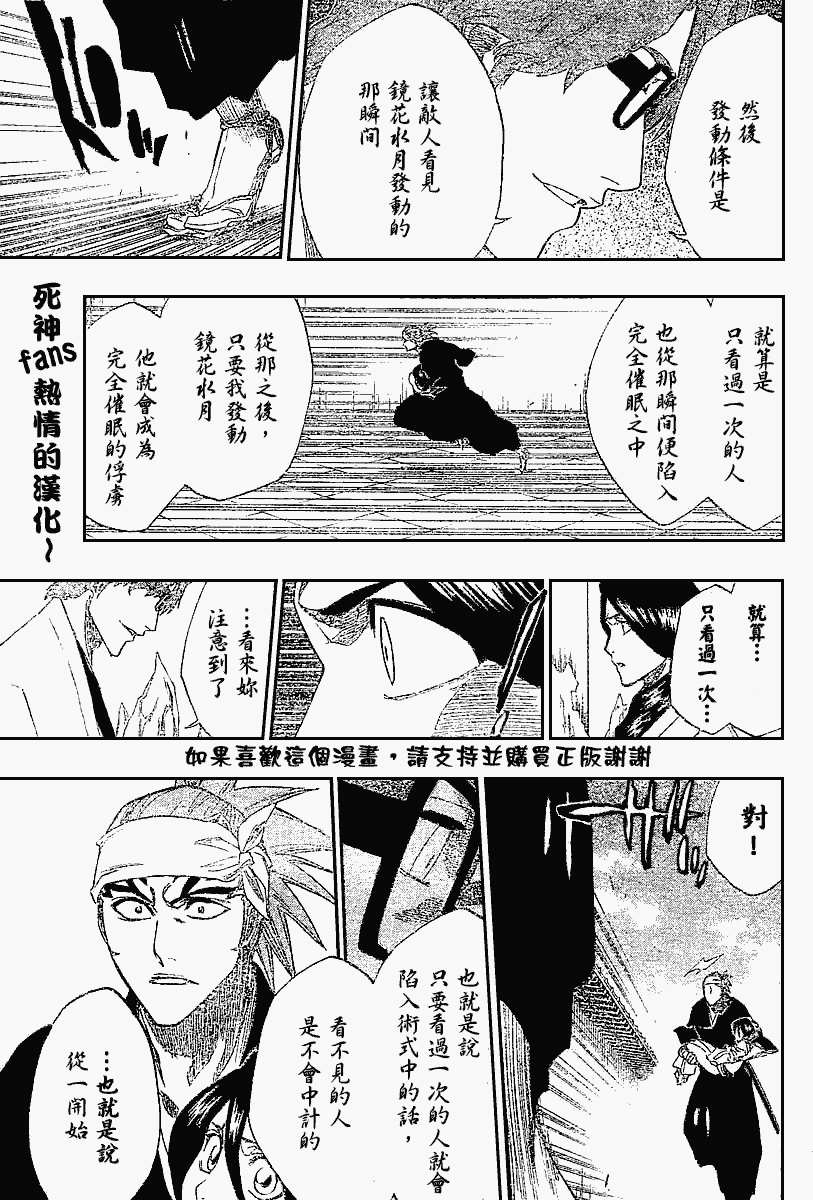 然後
發動條件是
讓敵人看見
鏡花水月發動的
那瞬间
就算是
只看過一次的人
也從那瞬間便陷入
完全催眠之中
從那之後，
只要我發動
鏡花水月
他就會成為
完全催眠的俘虜
死神
fans
熱情的漢化~
就算…
只看過一次…
…看來妳
注意到了
如果喜歡這個漫畫，請支持並購買正版謝謝
對！
也就是說
只要看過一次的人就會
陷入術式中的話，
看不見的人
是不會中計的
…也就是說
從一開始